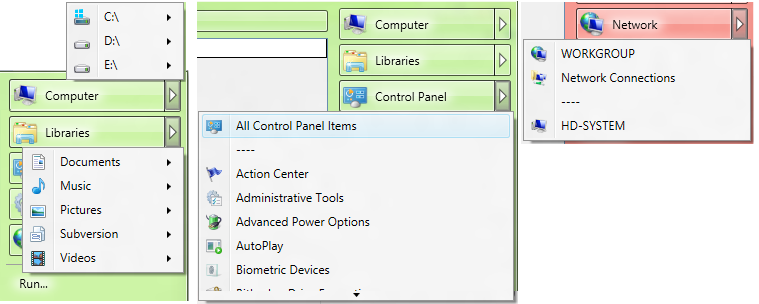 C:\
D:\
E:\
Computer
Libraries
Documents
Music
Pictures
Subversion
Videos
Run...
Computer
Libraries
Control Panel
All Control Panel Items
----
Action Center
Administrative Tools
Advanced Power Options
AutoPlay
Biometric Devices
Network
WORKGROUP
Network Connections
----
HD-SYSTEM